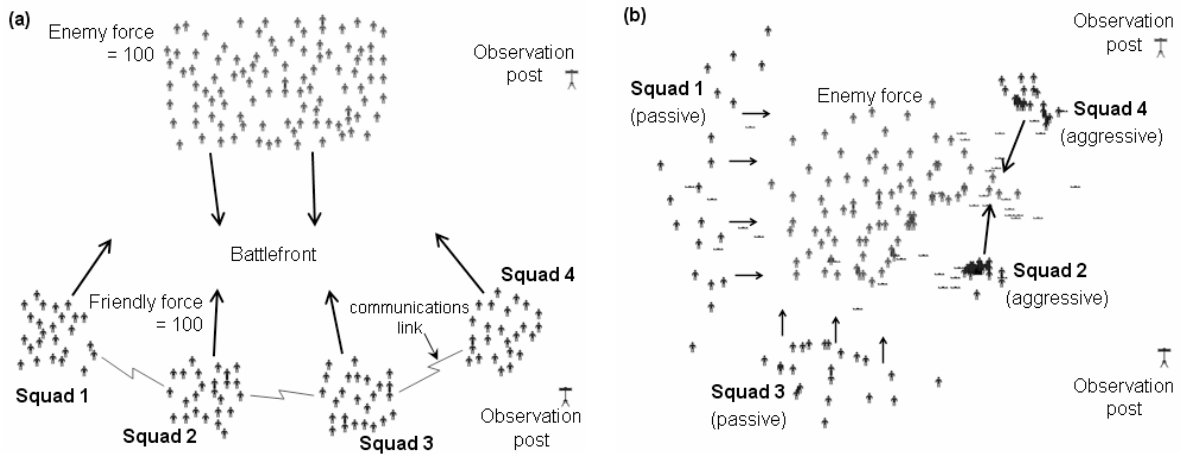 (a)
Enemy force
= 100
Observation
post
Battlefront
Squad 4
Friendly force
= 100
communications
link
Squad 1
Squad 2
Squad 3
Observation
post
(b)
Observation
post
Squad 1
(passive)
Enemy force
Squad 4
(aggressive)
Squad 2
(aggressive)
Squad 3
(passive)
Observation
post